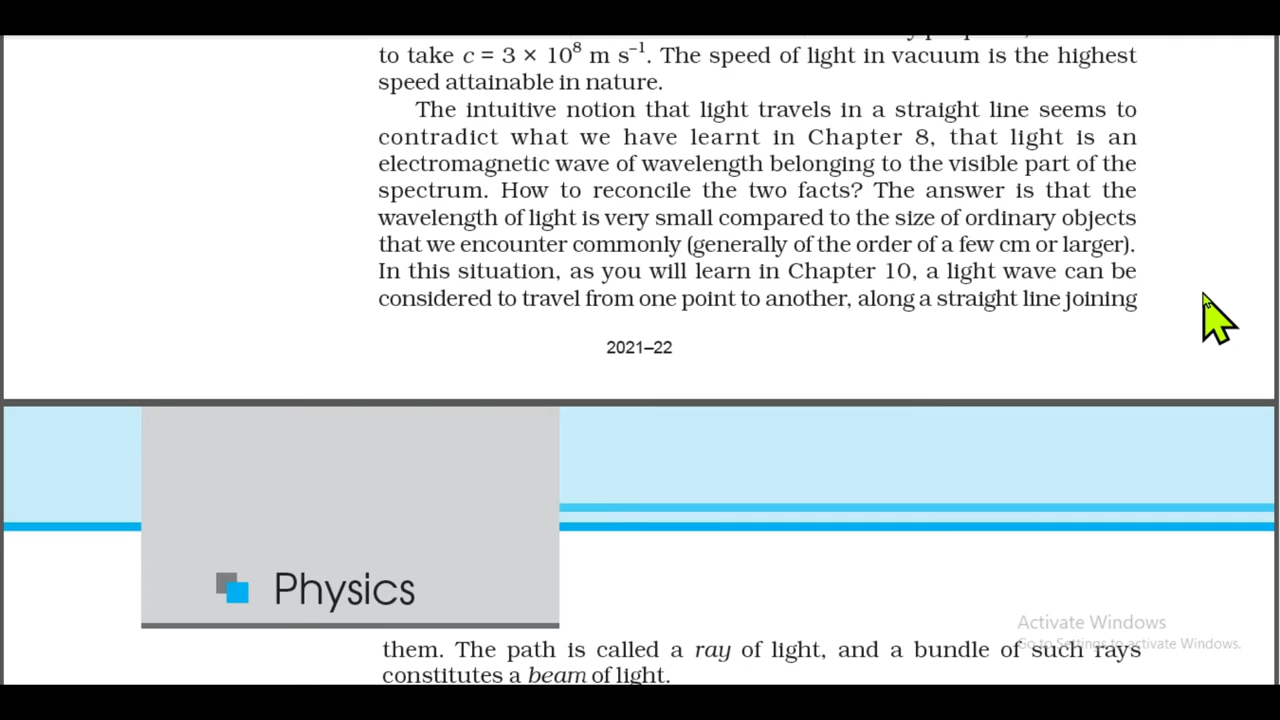 to take c = 3 × 10⁸ m s⁻¹. The speed of light in vacuum is the highest
speed attainable in nature.
The intuitive notion that light travels in a straight line seems to
contradict what we have learnt in Chapter 8, that light is an
electromagnetic wave of wavelength belonging to the visible part of the
spectrum. How to reconcile the two facts? The answer is that the
wavelength of light is very small compared to the size of ordinary objects
that we encounter commonly (generally of the order of a few cm or larger).
In this situation, as you will learn in Chapter 10, a light wave can be
considered to travel from one point to another, along a straight line joining
2021–22
Physics
Activate Windows
Go to Settings to activate Windows.
them. The path is called a ray of light, and a bundle of such rays
constitutes a beam of light.